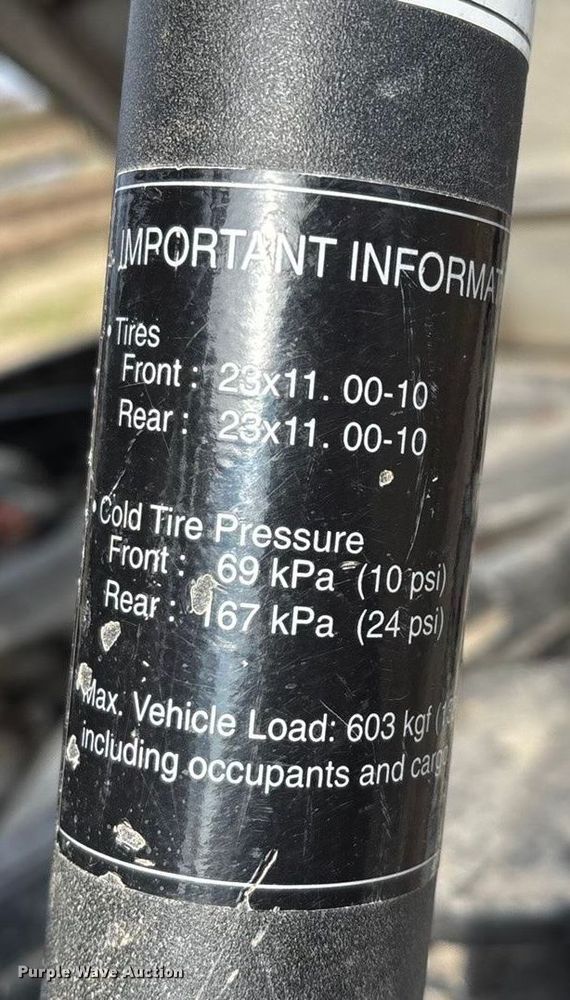 IMPORTANT INFORMA
• Tires
Front : 23x11. 00-10
Rear : 23x11. 00-10
• Cold Tire Pressure
Front : 69 kPa (10 psi)
Rear : 167 kPa (24 psi)
Max. Vehicle Load: 603 kgf (
including occupants and carg
Purple Wave Auction